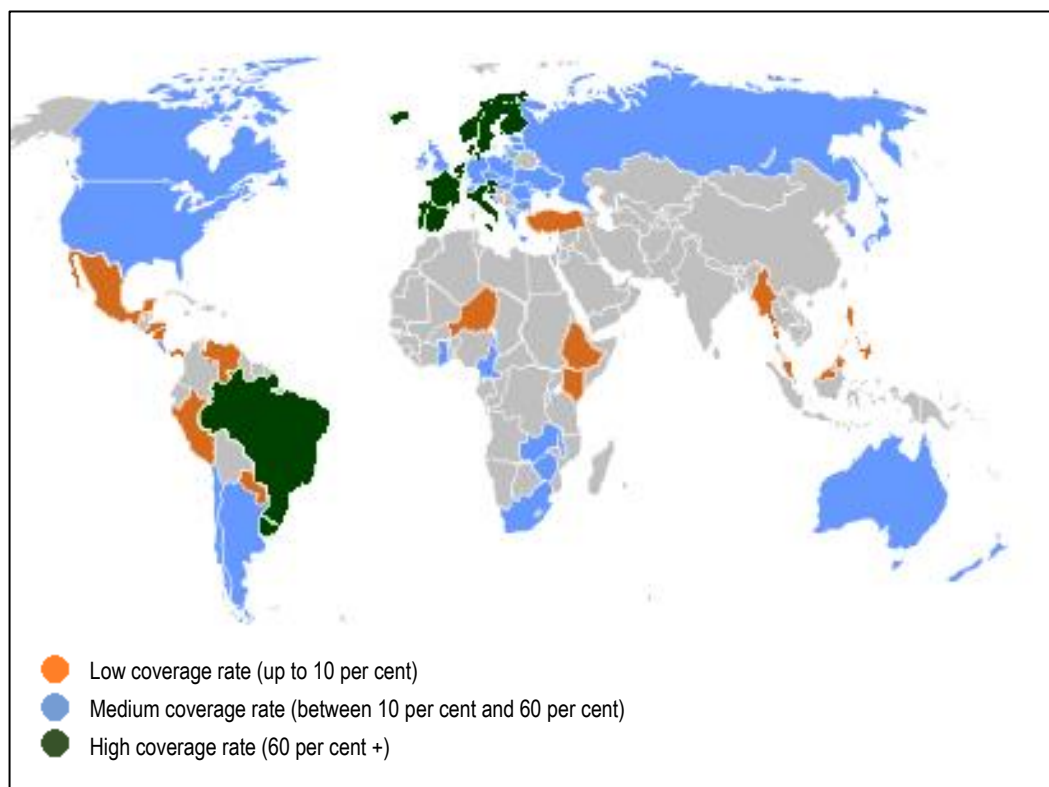 Low coverage rate (up to 10 per cent)
Medium coverage rate (between 10 per cent and 60 per cent)
High coverage rate (60 per cent +)